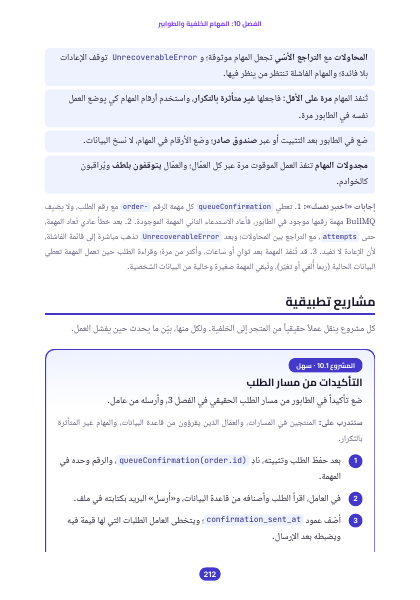 الفصل 10: المهام الخلفية والطوابير
المحاولات مع التراجع الأسّي تجعل المهام موثوقة؛ و UnrecoverableError توقف الإعادات
بلا فائدة؛ والمهام الفاشلة تنتظر من ينظر فيها.
تُنفذ المهام مرة على الأقل: فاجعلها غير متأثرة بالتكرار، واستخدم أرقام المهام كي يوضع العمل
نفسه في الطابور مرة.
ضع في الطابور بعد التثبيت أو عبر صندوق صادر؛ وضع الأرقام في المهام، لا نسخ البيانات.
مجدولات المهام تنفذ العمل الموقوت مرة عبر كل العمال؛ والعمال يتوقفون بلطف ويُراقبون
كالخوادم.
إجابات «اختبر نفسك»: 1. تعطي queueConfirmation كل مهمة الرقم order- مع رقم الطلب، ولا يضيف
BullMQ مهمة رقمها موجود في الطابور، فأعاد الاستدعاء الثاني المهمة الموجودة. 2. بعد خطأ عادي تُعاد المهمة،
حتى attempts، مع التراجع بين المحاولات؛ وبعد UnrecoverableError تذهب مباشرة إلى قائمة الفاشلة،
لأن الإعادة لا تفيد. 3. قد تُنفذ المهمة بعد ثوانٍ أو ساعات، وأكثر من مرة؛ وقراءة الطلب حين تعمل المهمة تعطي
البيانات الحالية (ربما أُلغي أو تغيّر)، وتُبقي المهمة صغيرة وخالية من البيانات الشخصية.
مشاريع تطبيقية
كل مشروع ينقل عملاً حقيقياً من المتجر إلى الخلفية. ولكل منها، بيّن ما يحدث حين يفشل العمل.
المشروع 10.1 · سهل
التأكيدات من مسار الطلب
ضع تأكيداً في الطابور من مسار الطلب الحقيقي في الفصل 3، وأرسله من عامل.
ستتدرب على: المنتجين في المسارات، والعمّال الذين يقرؤون من قاعدة البيانات، والمهام غير المتأثرة
بالتكرار.
1 بعد حفظ الطلب وتثبيته، نادِ queueConfirmation(order.id)، والرقم وحده في
المهمة.
2 في العامل، اقرأ الطلب وأصنافه من قاعدة البيانات، و«أرسل» البريد بكتابته في ملف.
3 أضف عمود confirmation_sent_at؛ ويتخطى العامل الطلبات التي لها قيمة فيه
ويضبطه بعد الإرسال.
212